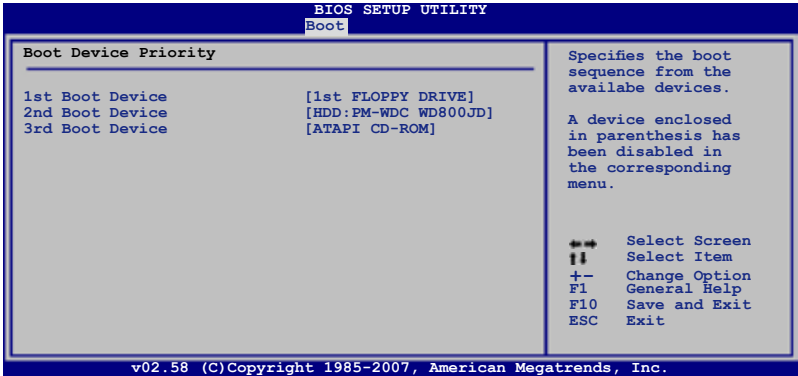 BIOS SETUP UTILITY
Boot
Boot Device Priority
1st Boot Device [1st FLOPPY DRIVE]
2nd Boot Device [HDD:PM-WDC WD800JD]
3rd Boot Device [ATAPI CD-ROM]
Specifies the boot
sequence from the
availabe devices.
A device enclosed
in parenthesis has
been disabled in
the corresponding
menu.
←→ Select Screen
↑↓ Select Item
+- Change Option
F1 General Help
F10 Save and Exit
ESC Exit
v02.58 (C)Copyright 1985-2007, American Megatrends, Inc.